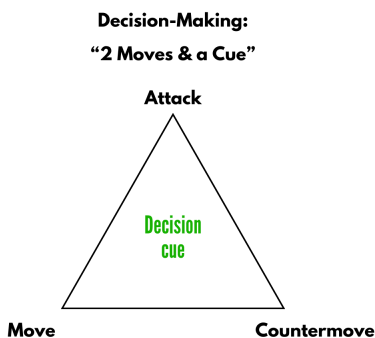 Decision-Making:
“2 Moves & a Cue”
Attack
Decision
cue
Move
Countermove